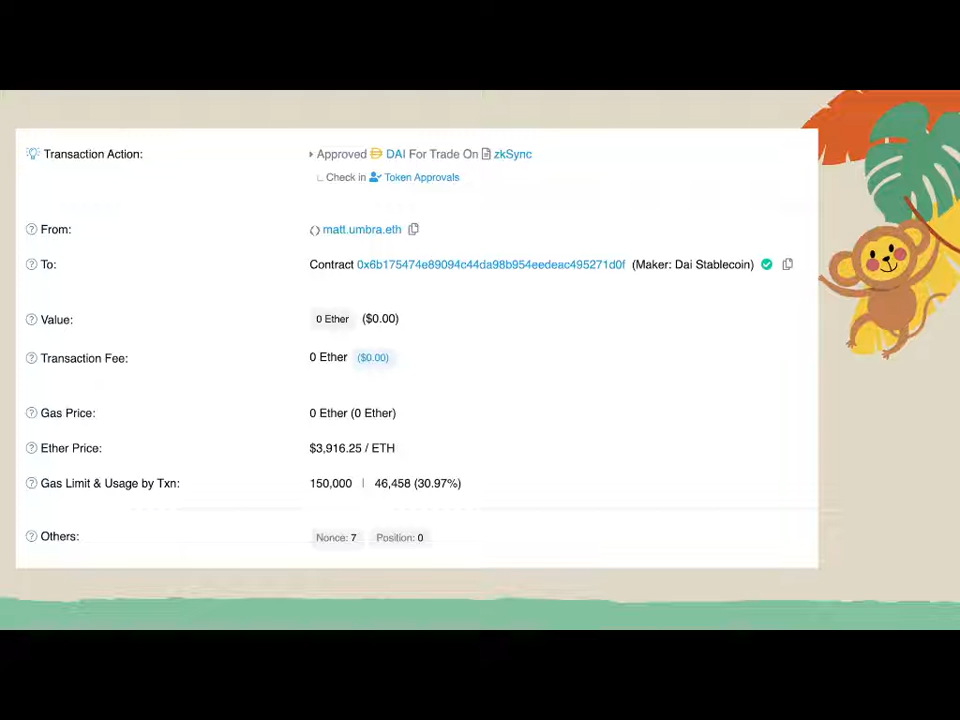 Transaction Action:
Approved DAI For Trade On zkSync
Check in Token Approvals
From:
matt.umbra.eth
To:
Contract 0x6b175474e89094c44da98b954eedeac495271d0f (Maker: Dai Stablecoin)
Value:
0 Ether ($0.00)
Transaction Fee:
0 Ether ($0.00)
Gas Price:
0 Ether (0 Ether)
Ether Price:
$3,916.25 / ETH
Gas Limit & Usage by Txn:
150,000 | 46,458 (30.97%)
Others:
Nonce: 7 Position: 0